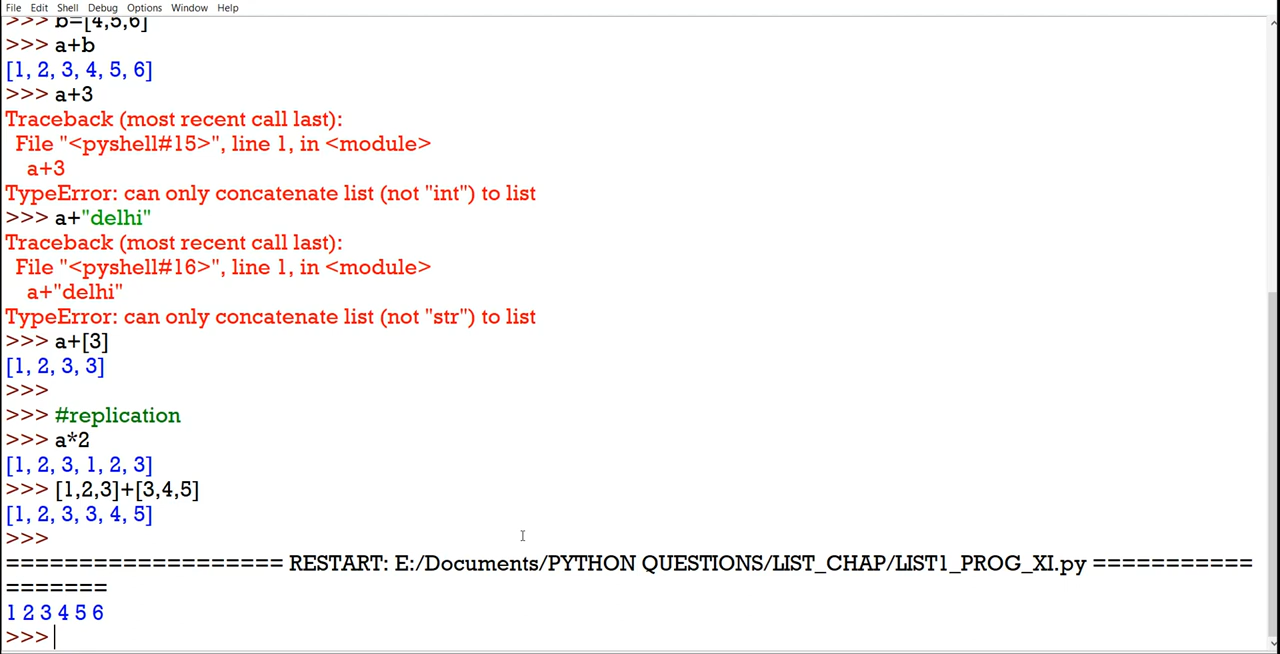 File Edit Shell Debug Options Window Help
>>> b=[4,5,6]
>>> a+b
[1, 2, 3, 4, 5, 6]
>>> a+3
Traceback (most recent call last):
  File "<pyshell#15>", line 1, in <module>
    a+3
TypeError: can only concatenate list (not "int") to list
>>> a+"delhi"
Traceback (most recent call last):
  File "<pyshell#16>", line 1, in <module>
    a+"delhi"
TypeError: can only concatenate list (not "str") to list
>>> a+[3]
[1, 2, 3, 3]
>>>
>>> #replication
>>> a*2
[1, 2, 3, 1, 2, 3]
>>> [1,2,3]+[3,4,5]
[1, 2, 3, 3, 4, 5]
>>>
=================== RESTART: E:/Documents/PYTHON QUESTIONS/LIST_CHAP/LIST1_PROG_XI.py ===========
=======
1 2 3 4 5 6
>>>